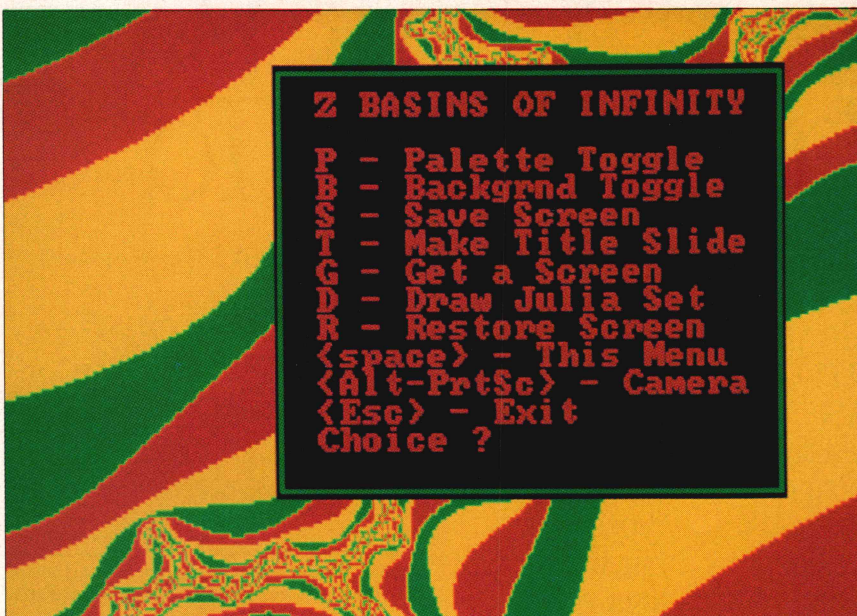 Z BASINS OF INFINITY
P - Palette Toggle
B - Backgrnd Toggle
S - Save Screen
T - Make Title Slide
G - Get a Screen
D - Draw Julia Set
R - Restore Screen
<space> - This Menu
<Alt-PrtSc> - Camera
<Esc> - Exit
Choice ?